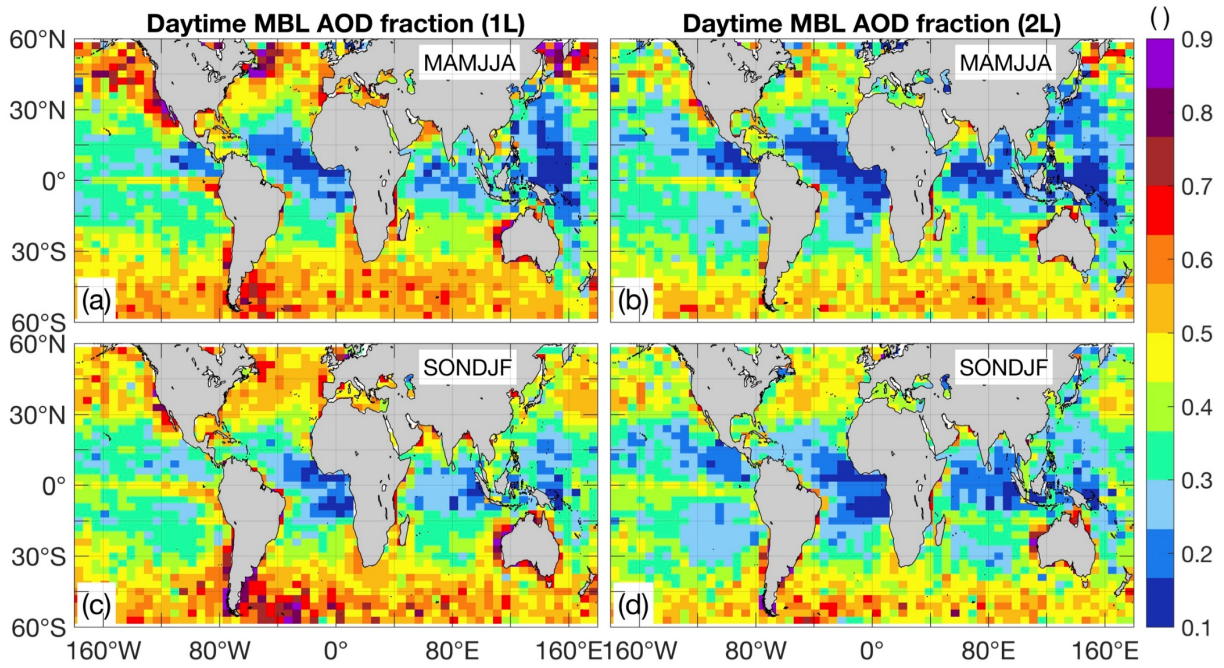 Daytime MBL AOD fraction (1L)
Daytime MBL AOD fraction (2L)
( )
60°N
MAMJJA
MAMJJA
0.9
30°N
0.8
0°
0.7
30°S
0.6
(a)
(b)
60°S
60°N
0.5
SONDJF
SONDJF
30°N
0.4
0°
0.3
30°S
0.2
(c)
(d)
60°S
0.1
160°W 80°W 0° 80°E 160°E 160°W 80°W 0° 80°E 160°E